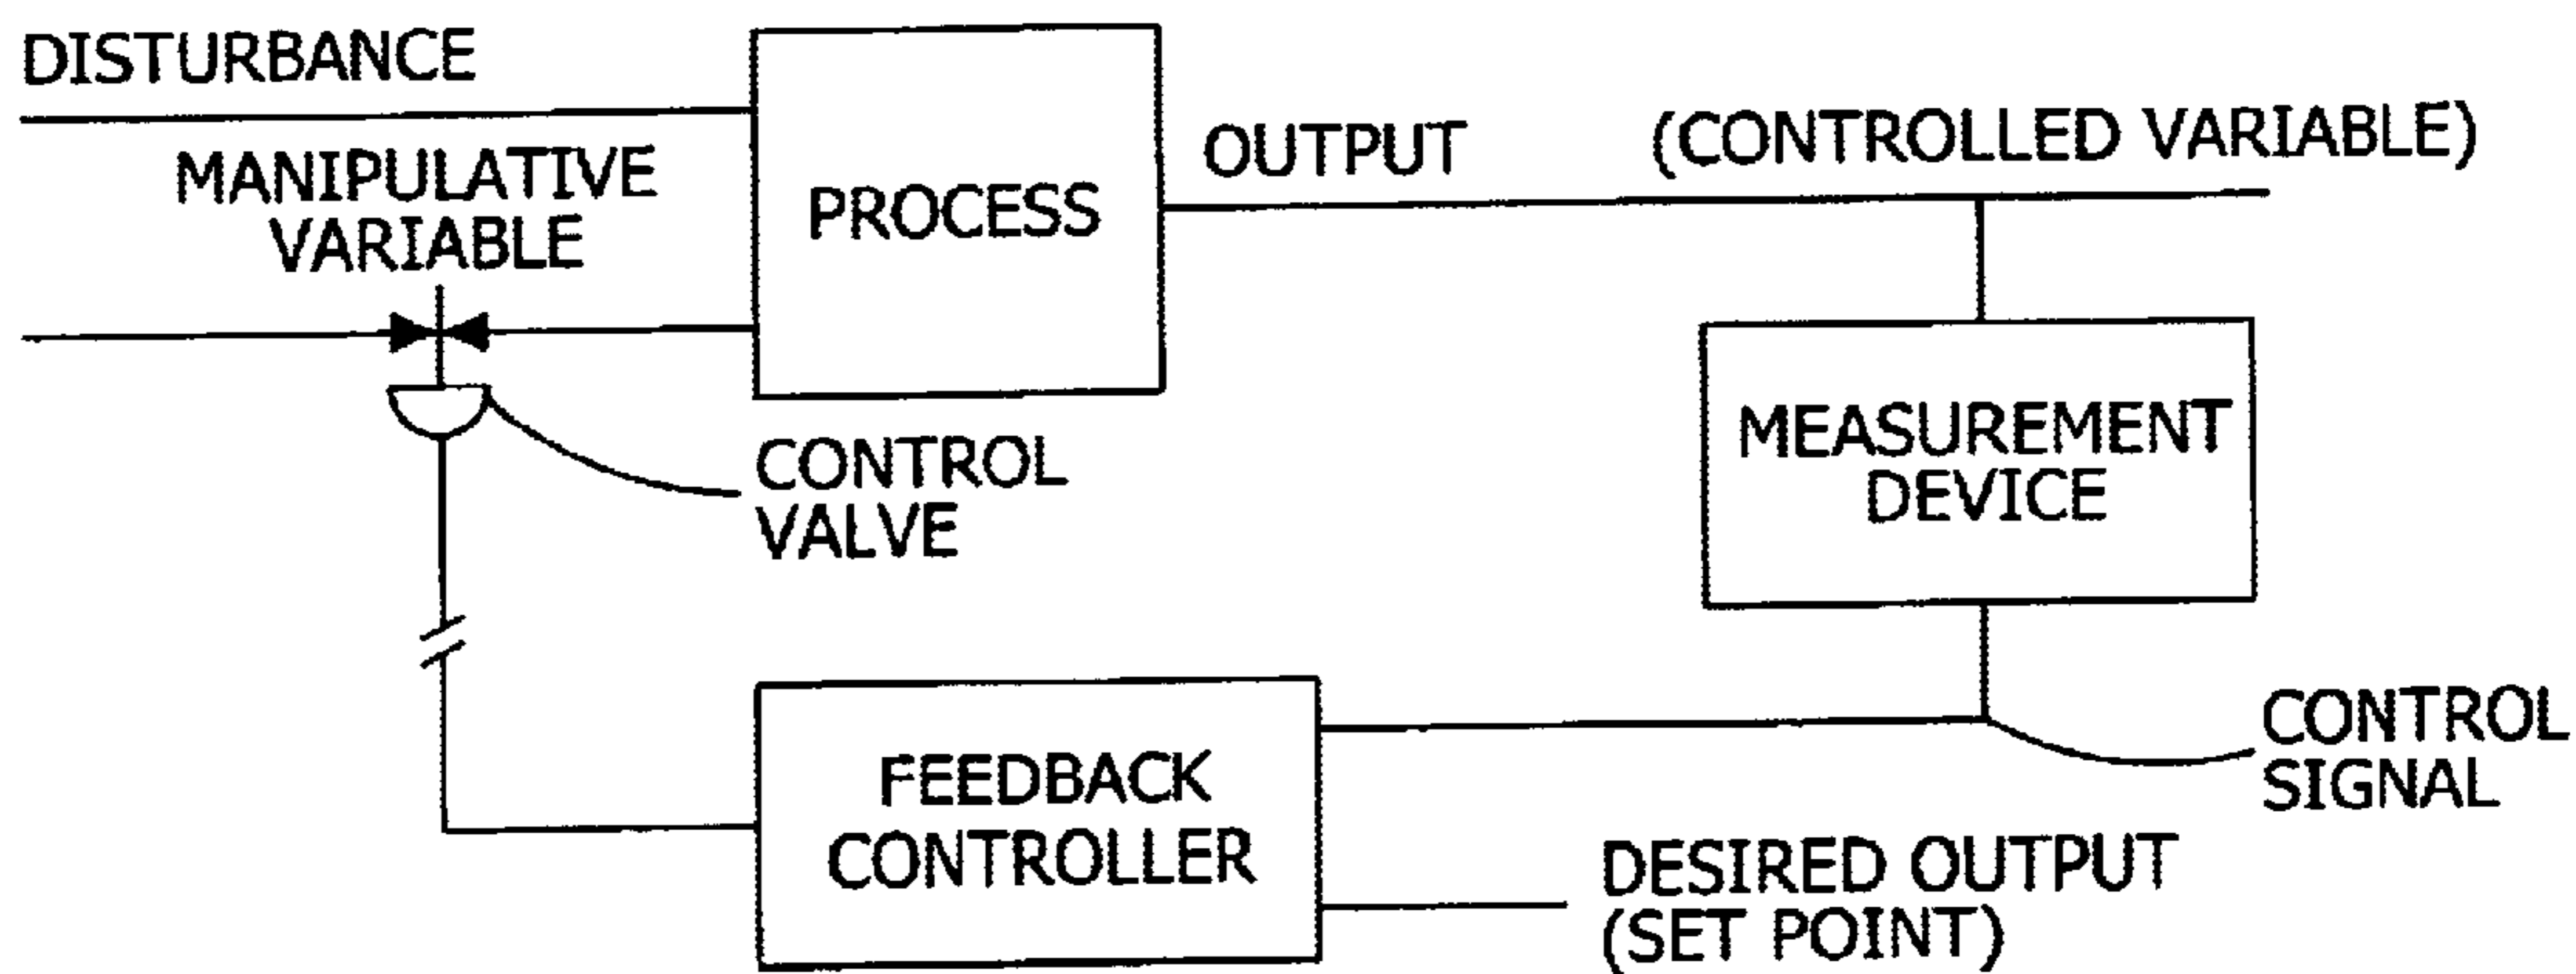 DISTURBANCE
MANIPULATIVE
VARIABLE
PROCESS
OUTPUT
(CONTROLLED VARIABLE)
CONTROL
VALVE
MEASUREMENT
DEVICE
FEEDBACK
CONTROLLER
CONTROL
SIGNAL
DESIRED OUTPUT
(SET POINT)